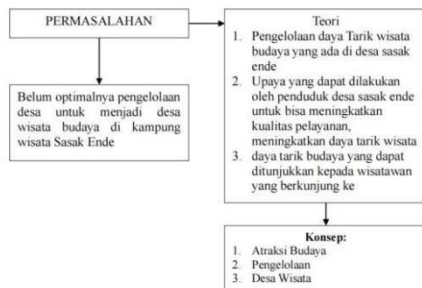 PERMASALAHAN
Belum optimalnya pengelolaan
desa untuk menjadi desa
wisata budaya di kampung
wisata Sasak Ende
Teori
1. Pengelolaan daya Tarik wisata
budaya yang ada di desa sasak
ende
2. Upaya yang dapat dilakukan
oleh penduduk desa sasak ende
untuk bisa meningkatkan
kualitas pelayanan,
meningkatkan daya tarik wisata
3. daya tarik budaya yang dapat
ditunjukkan kepada wisatawan
yang berkunjung ke
Konsep:
1. Atraksi Budaya
2. Pengelolaan
3. Desa Wisata